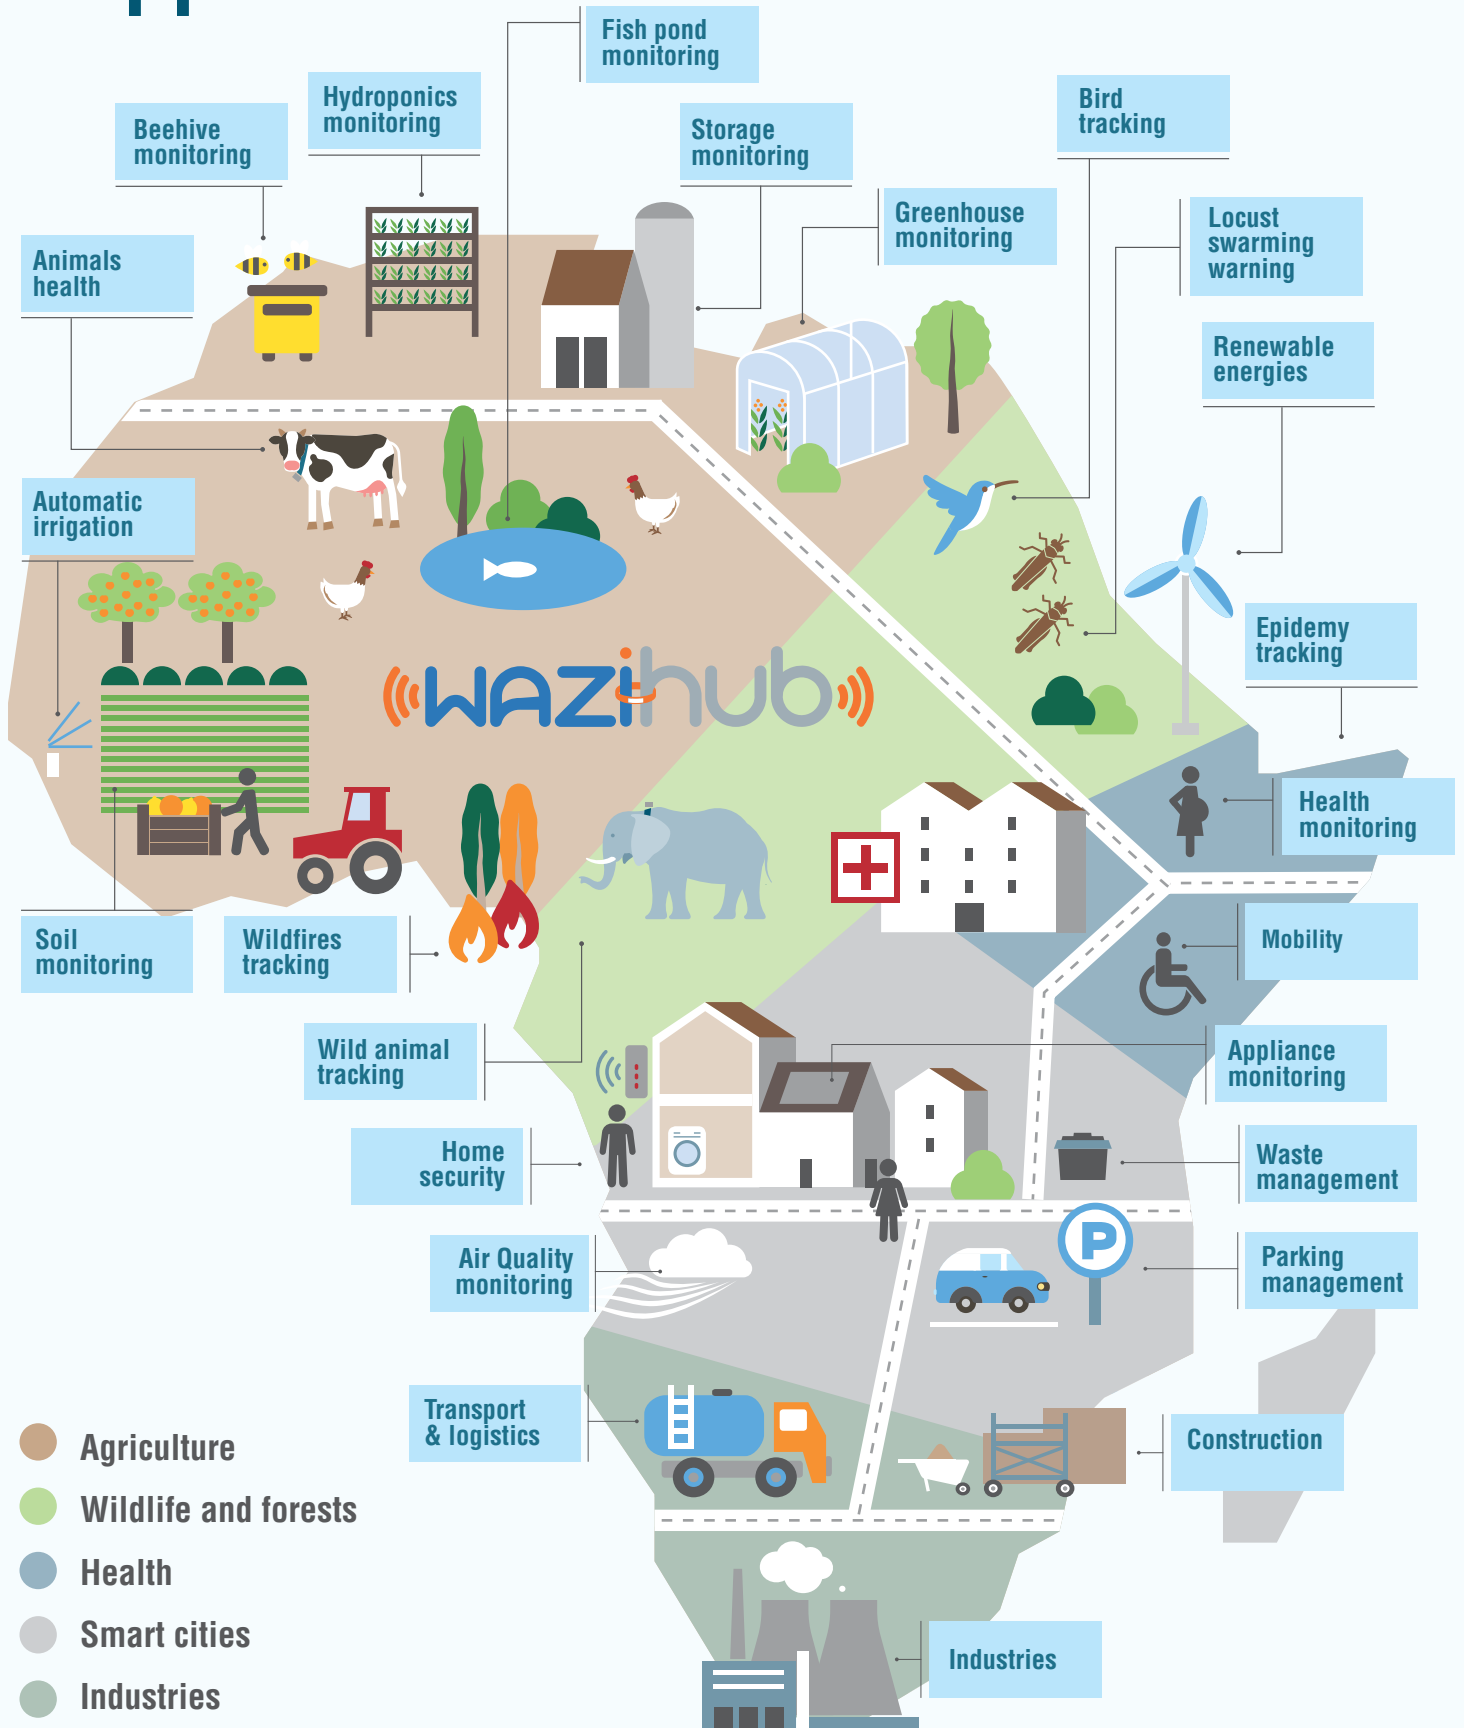 Fish pond
monitoring
Hydroponics
monitoring
Beehive
monitoring
Storage
monitoring
Bird
tracking
Greenhouse
monitoring
Locust
swarming
warning
Animals
health
Renewable
energies
Automatic
irrigation
Epidemy
tracking
wazihub
Health
monitoring
Soil
monitoring
Wildfires
tracking
Mobility
Wild animal
tracking
Appliance
monitoring
Home
security
Waste
management
Air Quality
monitoring
P
Parking
management
Transport
& logistics
Construction
Agriculture
Wildlife and forests
Health
Smart cities
Industries
Industries